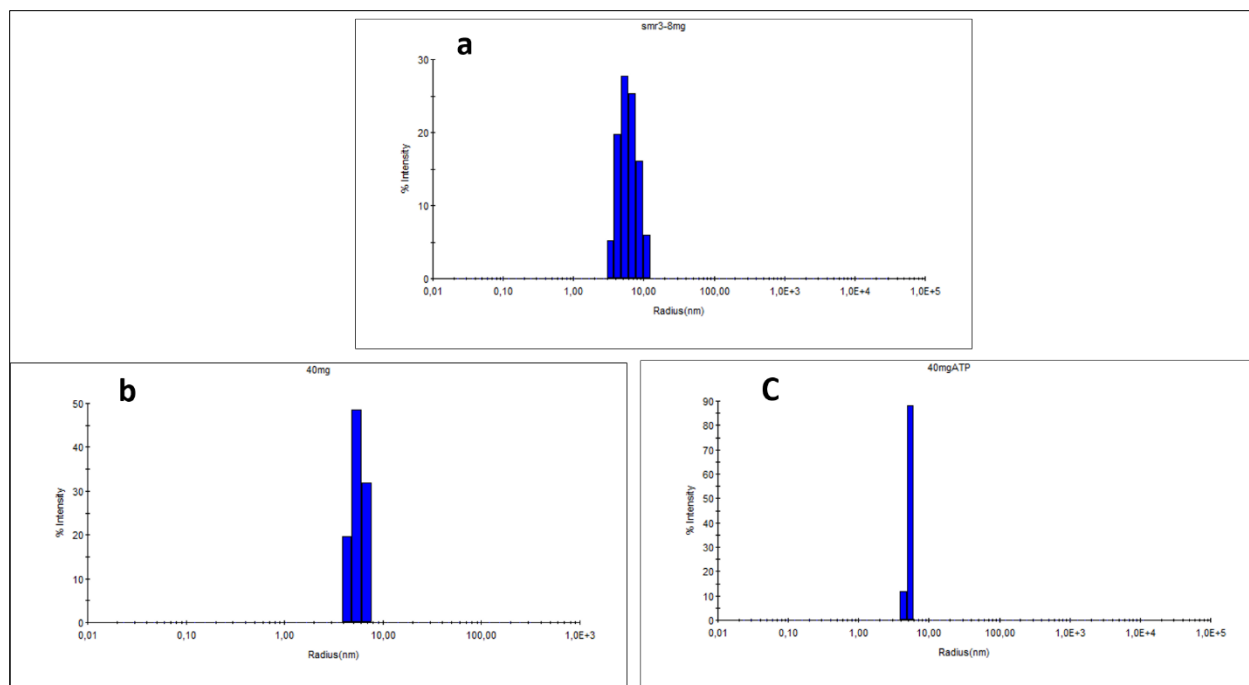 smr3-8mg
a
30
20
10
0
% Intensity
0,01 0,10 1,00 10,00 100,00 1,0E+3 1,0E+4 1,0E+5
Radius(nm)
40mg
b
50
40
30
20
10
0
% Intensity
0,01 0,10 1,00 10,00 100,00 1,0E+3
Radius(nm)
40mgATP
C
90
80
70
60
50
40
30
20
10
0
% Intensity
0,01 0,10 1,00 10,00 100,00 1,0E+3 1,0E+4 1,0E+5
Radius(nm)